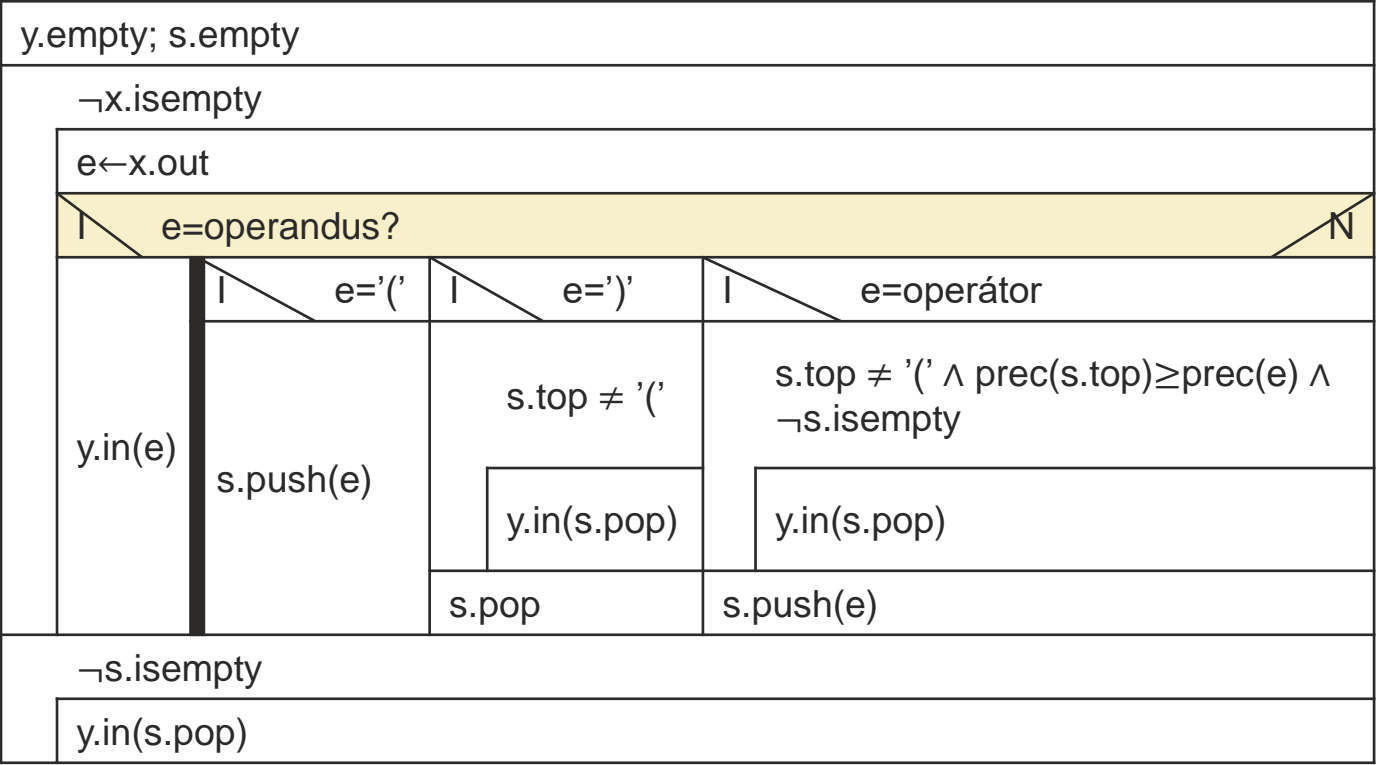 y.empty; s.empty
¬x.isempty
e←x.out
I e=operandus? N
I e='(’ I e=’)’ I e=operátor
y.in(e)
s.push(e)
s.top ≠ ’(’
y.in(s.pop)
s.pop
s.top ≠ ’(’ ∧ prec(s.top)≥prec(e) ∧
¬s.isempty
y.in(s.pop)
s.push(e)
¬s.isempty
y.in(s.pop)